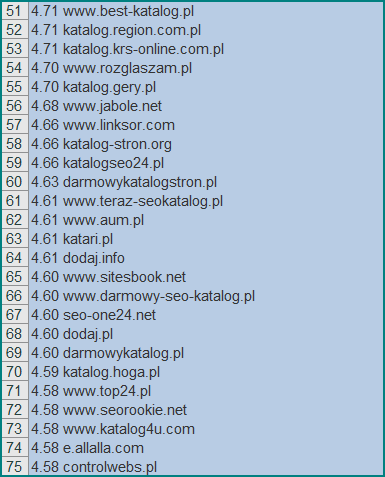 51 4.71 www.best-katalog.pl
52 4.71 katalog.region.com.pl
53 4.71 katalog.krs-online.com.pl
54 4.70 www.rozglaszam.pl
55 4.70 katalog.gery.pl
56 4.68 www.jabole.net
57 4.66 www.linksor.com
58 4.66 katalog-stron.org
59 4.66 katalogseo24.pl
60 4.63 darmowykatalogstron.pl
61 4.61 www.teraz-seokatalog.pl
62 4.61 www.aum.pl
63 4.61 katari.pl
64 4.61 dodaj.info
65 4.60 www.sitesbook.net
66 4.60 www.darmowy-seo-katalog.pl
67 4.60 seo-one24.net
68 4.60 dodaj.pl
69 4.60 darmowykatalog.pl
70 4.59 katalog.hoga.pl
71 4.58 www.top24.pl
72 4.58 www.seorookie.net
73 4.58 www.katalog4u.com
74 4.58 e.allalla.com
75 4.58 controlwebs.pl